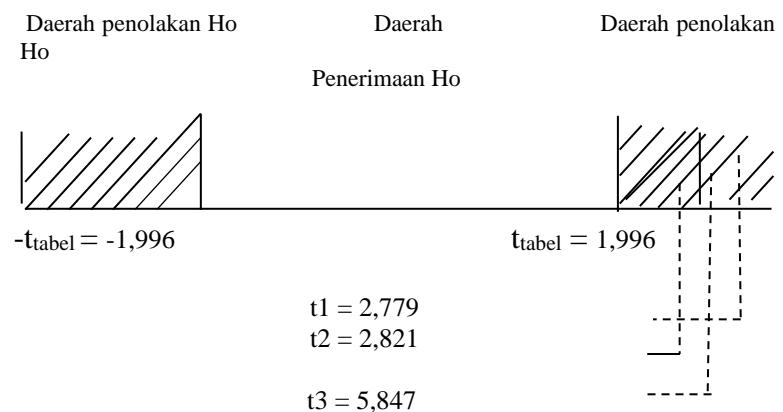 Daerah penolakan Ho Daerah Daerah penolakan
Ho
Penerimaan Ho
-ttabel = -1,996 ttabel = 1,996
t1 = 2,779
t2 = 2,821
t3 = 5,847